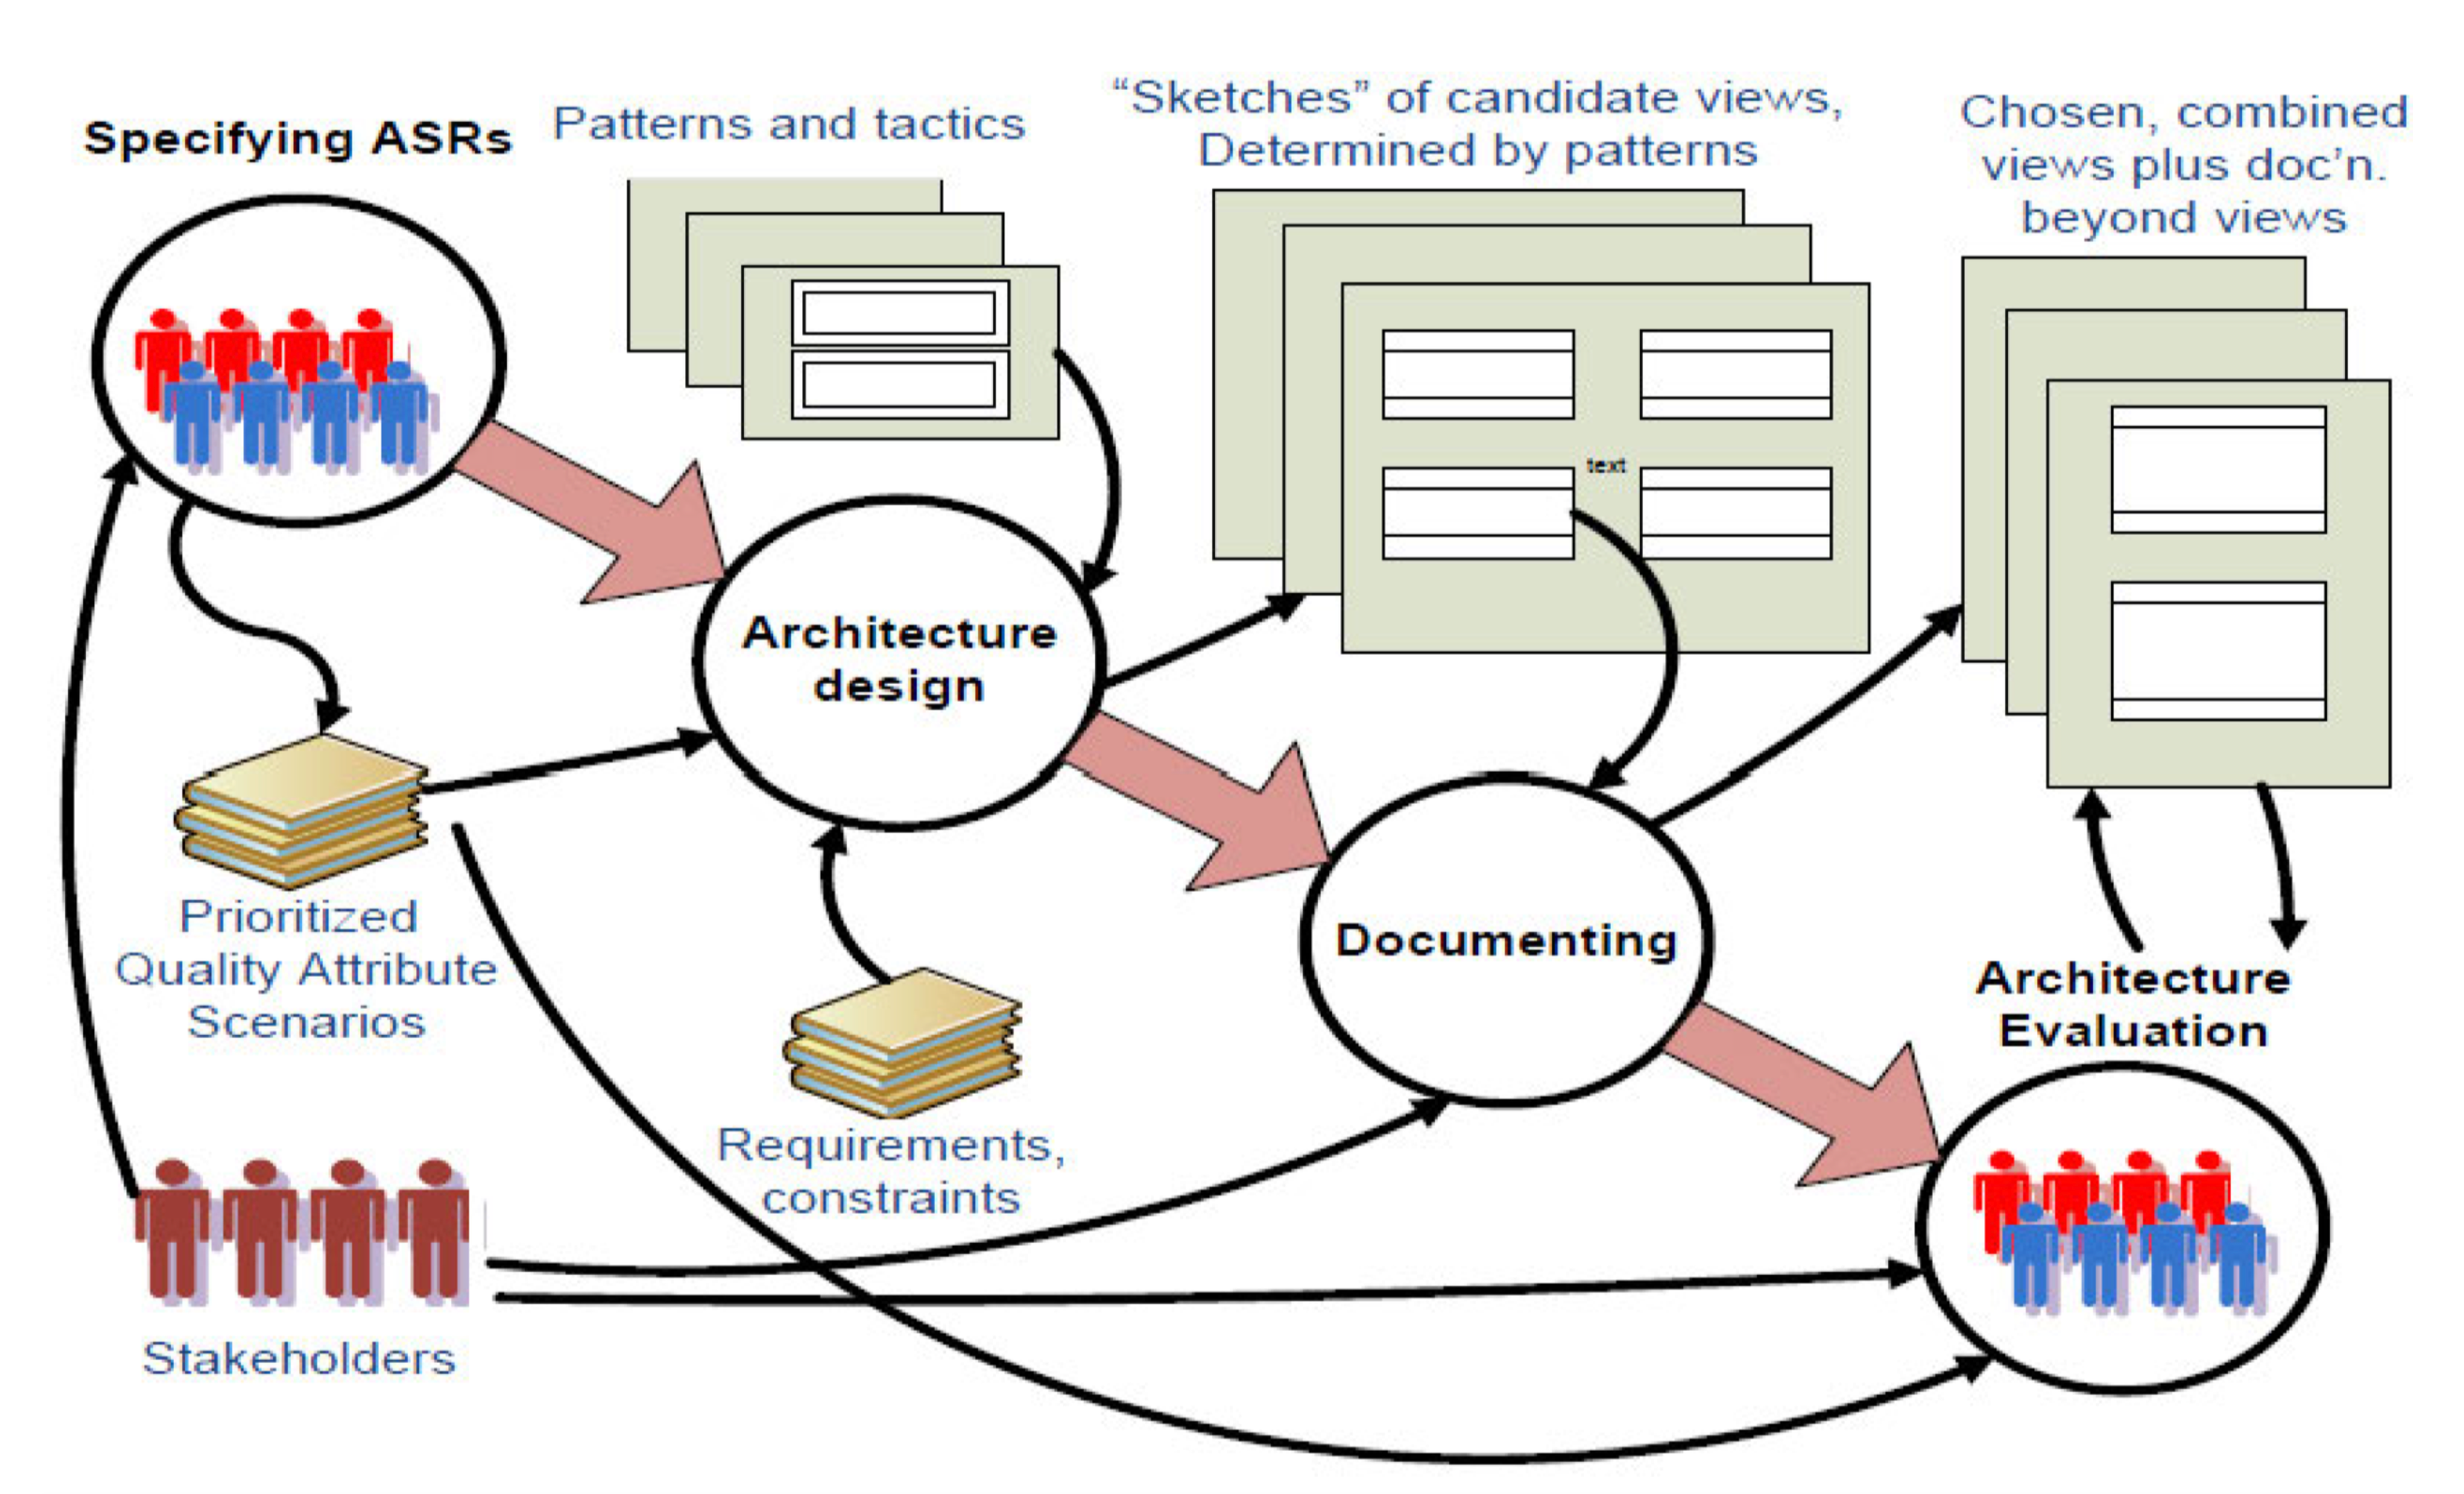 Specifying ASRs
Patterns and tactics
“Sketches” of candidate views,
Determined by patterns
Chosen, combined
views plus doc’n.
beyond views
text
Architecture
design
Prioritized
Quality Attribute
Scenarios
Documenting
Architecture
Evaluation
Requirements,
constraints
Stakeholders